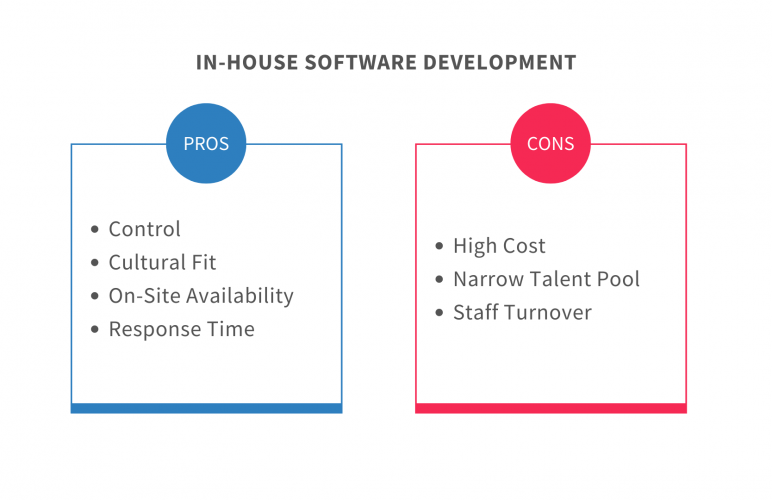 IN-HOUSE SOFTWARE DEVELOPMENT
PROS
Control
Cultural Fit
On-Site Availability
Response Time
CONS
High Cost
Narrow Talent Pool
Staff Turnover